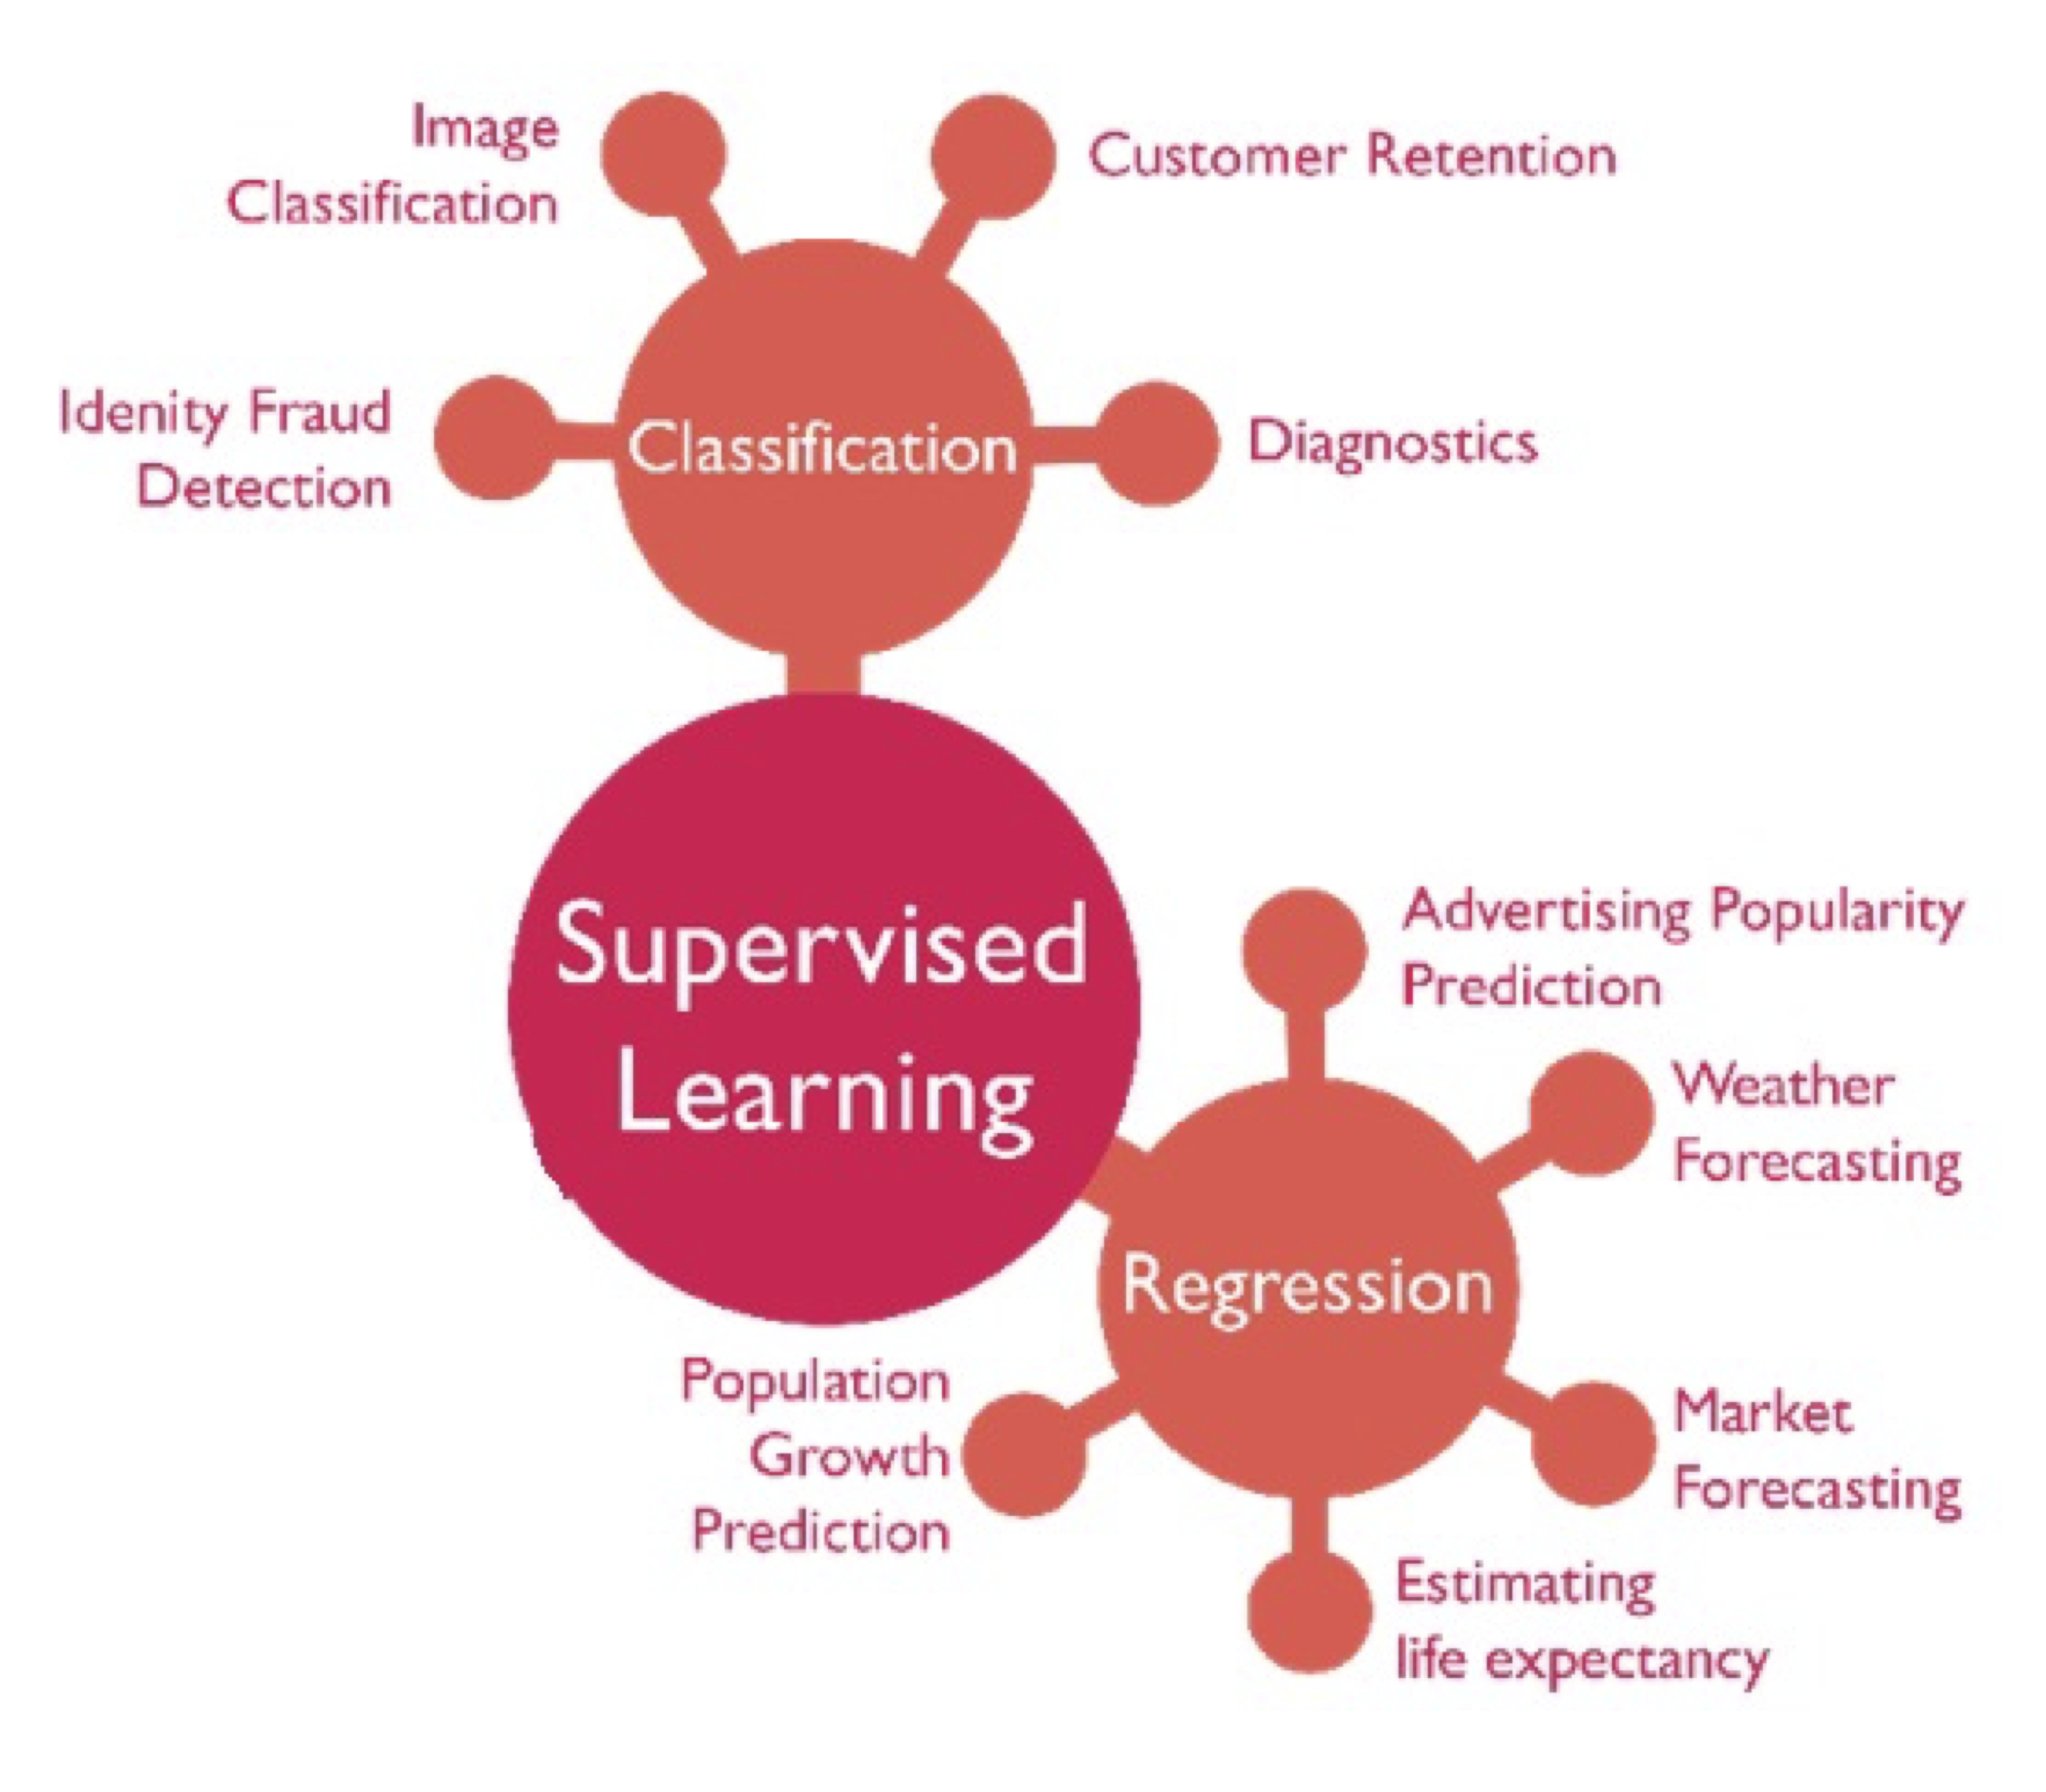 Image
Classification
Customer Retention
Idenity Fraud
Detection
Classification
Diagnostics
Supervised
Learning
Advertising Popularity
Prediction
Weather
Forecasting
Regression
Population
Growth
Prediction
Market
Forecasting
Estimating
life expectancy